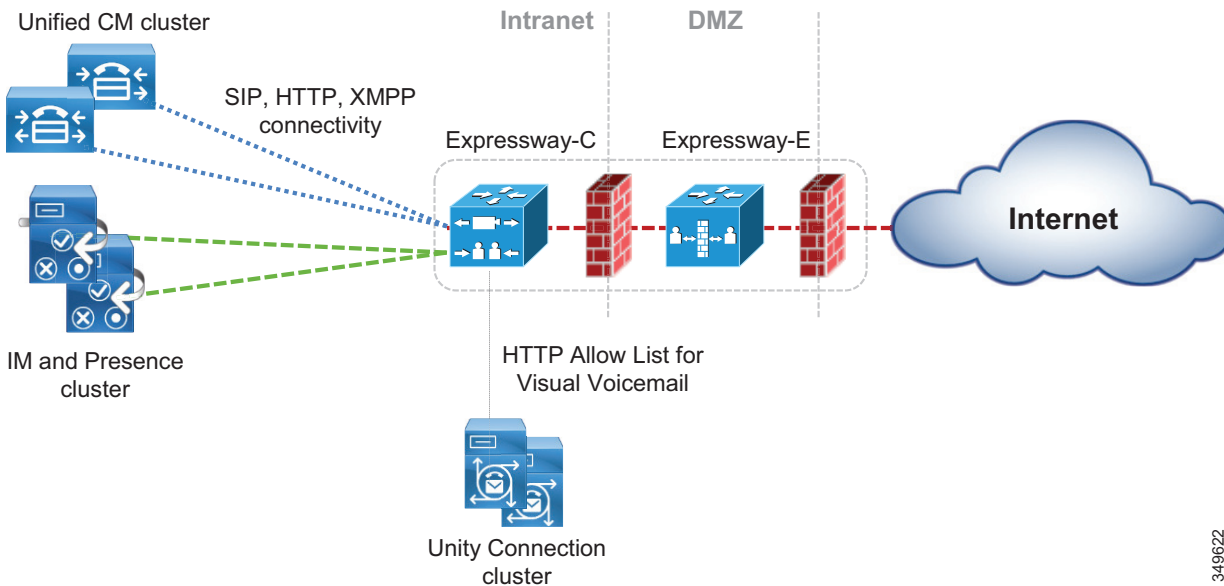 Unified CM cluster
Intranet
DMZ
SIP, HTTP, XMPP
connectivity
Expressway-C
Expressway-E
Internet
IM and Presence
cluster
HTTP Allow List for
Visual Voicemail
Unity Connection
cluster
349622